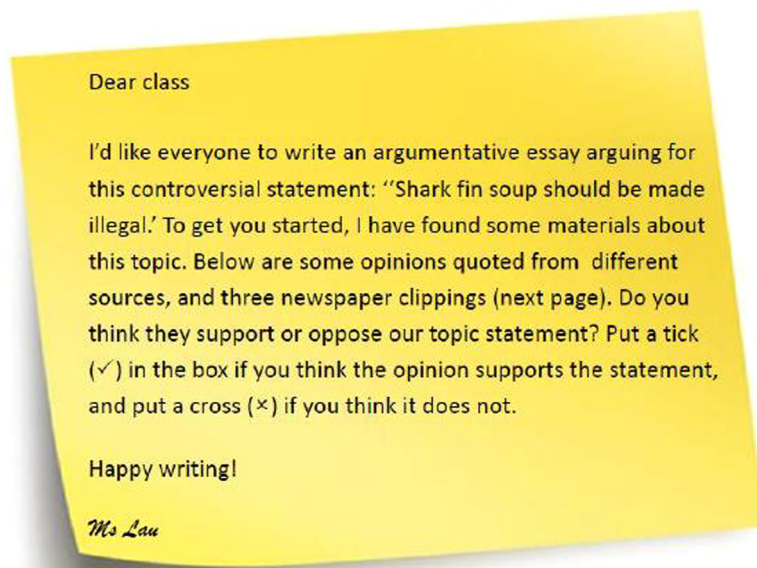 Dear class
I'd like everyone to write an argumentative essay arguing for
this controversial statement: ‘‘Shark fin soup should be made
illegal.’ To get you started, I have found some materials about
this topic. Below are some opinions quoted from different
sources, and three newspaper clippings (next page). Do you
think they support or oppose our topic statement? Put a tick
(✓) in the box if you think the opinion supports the statement,
and put a cross (×) if you think it does not.
Happy writing!
Ms Lau